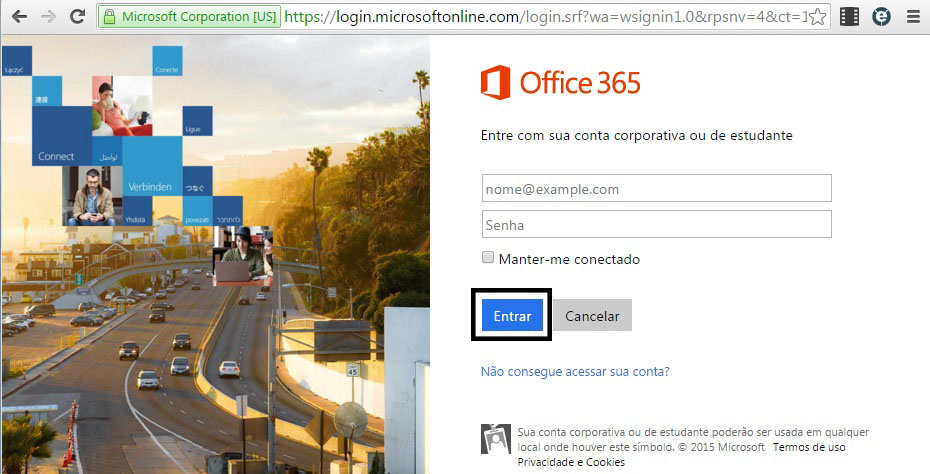 Microsoft Corporation [US]
https://login.microsoftonline.com/login.srf?wa=wsignin1.0&rpsnv=4&ct=1
Łączyć
Conecte
連接
Ligue
Connect
تواصل
Verbinden
つなぐ
Yhdistä
povezati
להתחבר
45
Office 365
Entre com sua conta corporativa ou de estudante
nome@example.com
Senha
Manter-me conectado
Entrar
Cancelar
Não consegue acessar sua conta?
Sua conta corporativa ou de estudante poderão ser usada em qualquer
local onde houver este símbolo. © 2015 Microsoft Termos de uso
Privacidade e Cookies